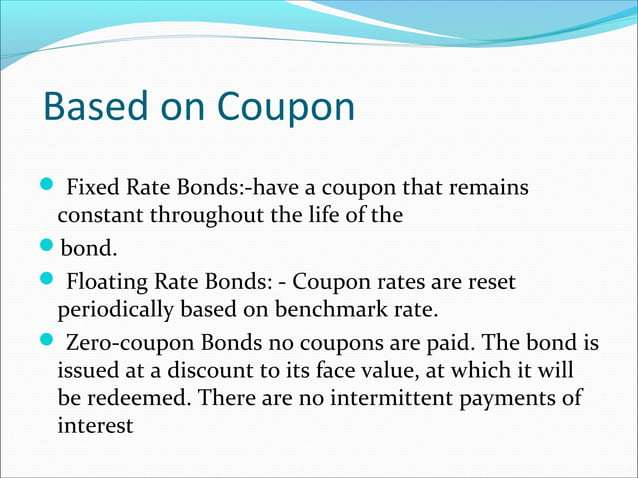 Based on Coupon
Fixed Rate Bonds:-have a coupon that remains
constant throughout the life of the
bond.
Floating Rate Bonds: - Coupon rates are reset
periodically based on benchmark rate.
Zero-coupon Bonds no coupons are paid. The bond is
issued at a discount to its face value, at which it will
be redeemed. There are no intermittent payments of
interest